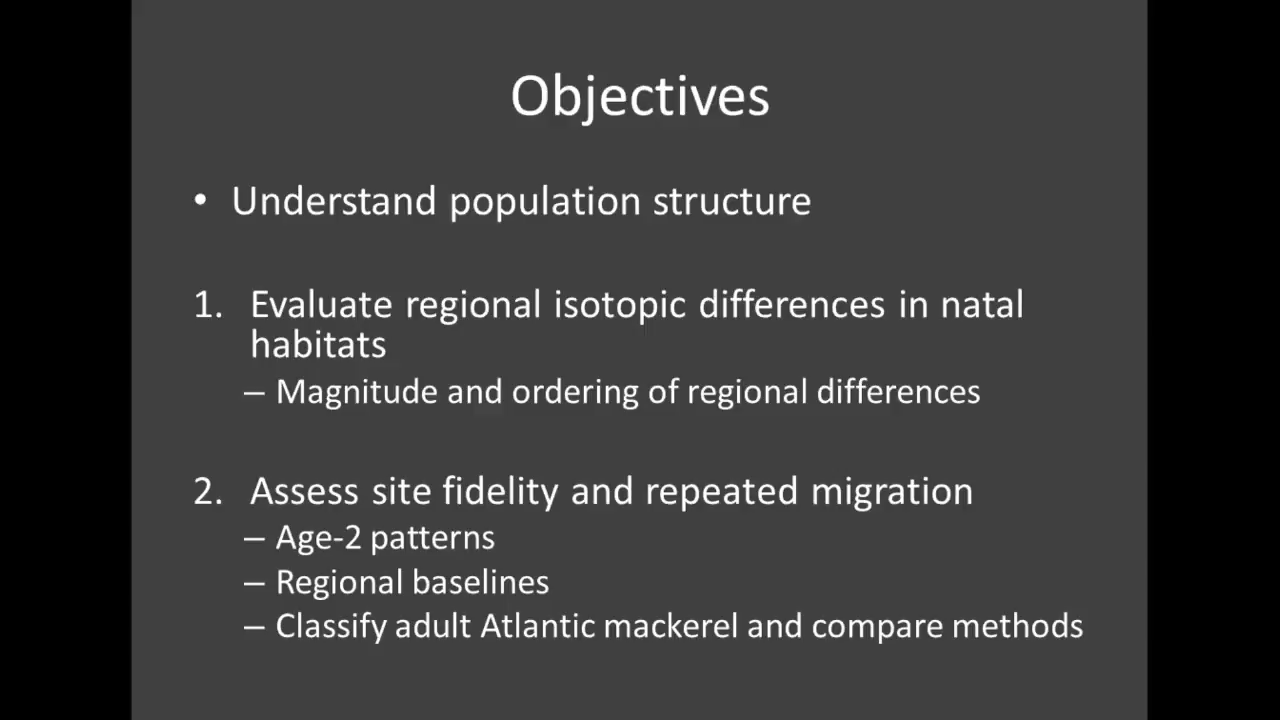 Objectives
• Understand population structure
1. Evaluate regional isotopic differences in natal
habitats
– Magnitude and ordering of regional differences
2. Assess site fidelity and repeated migration
– Age-2 patterns
– Regional baselines
– Classify adult Atlantic mackerel and compare methods